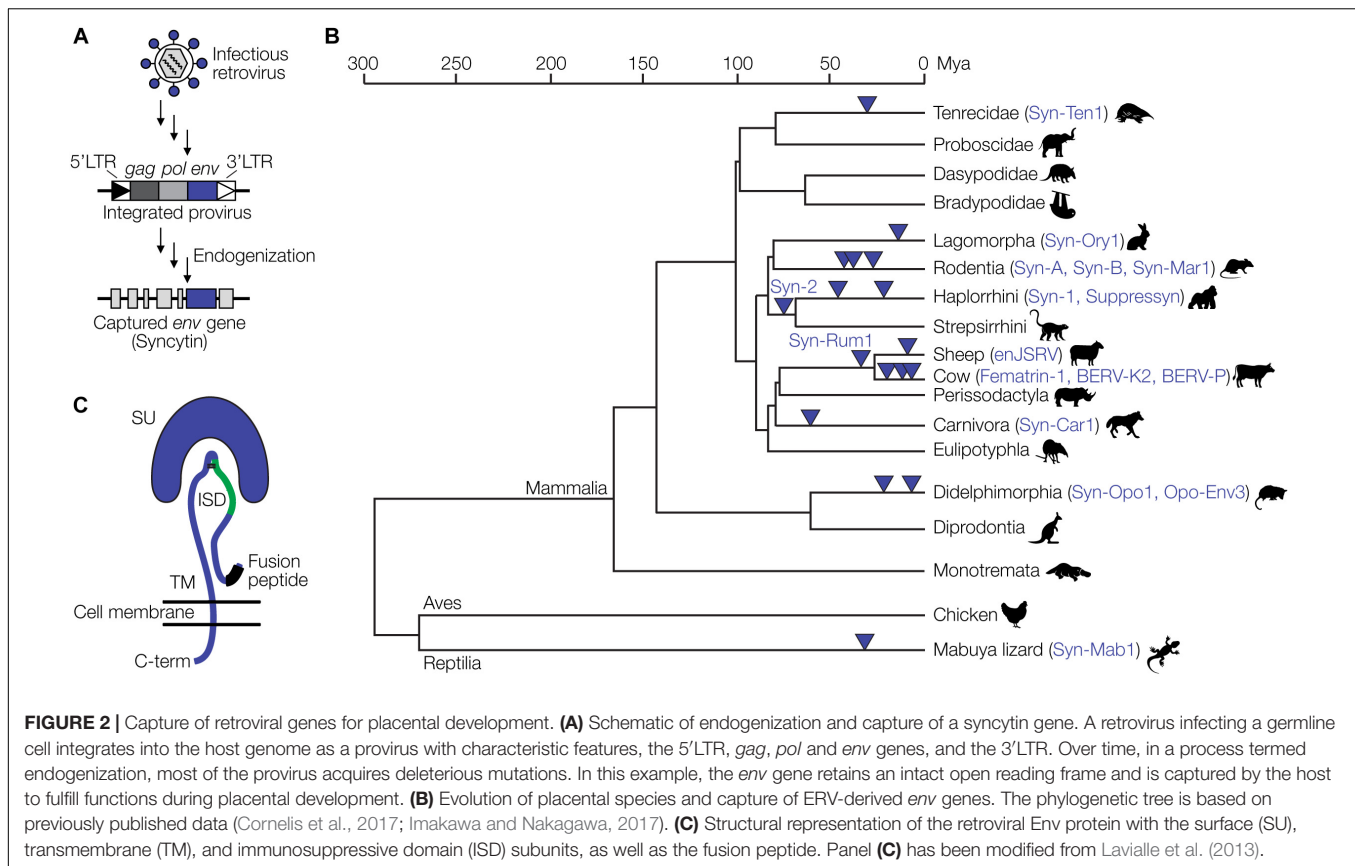 A
Infectious
retrovirus
5'LTR gag pol env 3'LTR
Integrated provirus
Endogenization
Captured env gene
(Syncytin)
B
300 250 200 150 100 50 0 Mya
Tenrecidae (Syn-Ten1)
Proboscidae
Dasypodidae
Bradypodidae
Lagomorpha (Syn-Ory1)
Rodentia (Syn-A, Syn-B, Syn-Mar1)
Syn-2
Haplorrhini (Syn-1, Suppressyn)
Strepsirrhini
Syn-Rum1
Sheep (enJSRV)
Cow (Fematrin-1, BERV-K2, BERV-P)
Perissodactyla
Carnivora (Syn-Car1)
Eulipotyphla
Mammalia
Didelphimorphia (Syn-Opo1, Opo-Env3)
Diprodontia
Monotremata
Aves
Chicken
Reptilia
Mabuya lizard (Syn-Mab1)
C
SU
ISD
Fusion
peptide
TM
Cell membrane
C-term
FIGURE 2 | Capture of retroviral genes for placental development. (A) Schematic of endogenization and capture of a syncytin gene. A retrovirus infecting a germline
cell integrates into the host genome as a provirus with characteristic features, the 5'LTR, gag, pol and env genes, and the 3'LTR. Over time, in a process termed
endogenization, most of the provirus acquires deleterious mutations. In this example, the env gene retains an intact open reading frame and is captured by the host
to fulfill functions during placental development. (B) Evolution of placental species and capture of ERV-derived env genes. The phylogenetic tree is based on
previously published data (Cornelis et al., 2017; Imakawa and Nakagawa, 2017). (C) Structural representation of the retroviral Env protein with the surface (SU),
transmembrane (TM), and immunosuppressive domain (ISD) subunits, as well as the fusion peptide. Panel (C) has been modified from Lavialle et al. (2013).